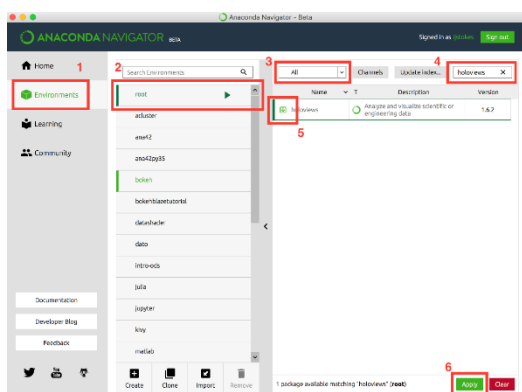 Anaconda Navigator - Beta
ANACONDA NAVIGATOR BETA
Signed in as
Sign out
Home
1
Environments
Learning
Community
Documentation
Developer Blog
Feedback
You Tube
2
Search Environments
root
acluster
ana42
ana42py35
bokeh
bokehblazetutorial
datashader
dato
intro-ods
julia
jupyter
kisy
matlab
Create
Clone
Import
Remove
3
All
Channels
Update index...
4
holoviews X
Name
T
Description
Version
holoviews
Analyze and visualize scientific or
engineering data
1.6.2
5
1 package available matching "holoviews" (root)
6
Apply
Clear